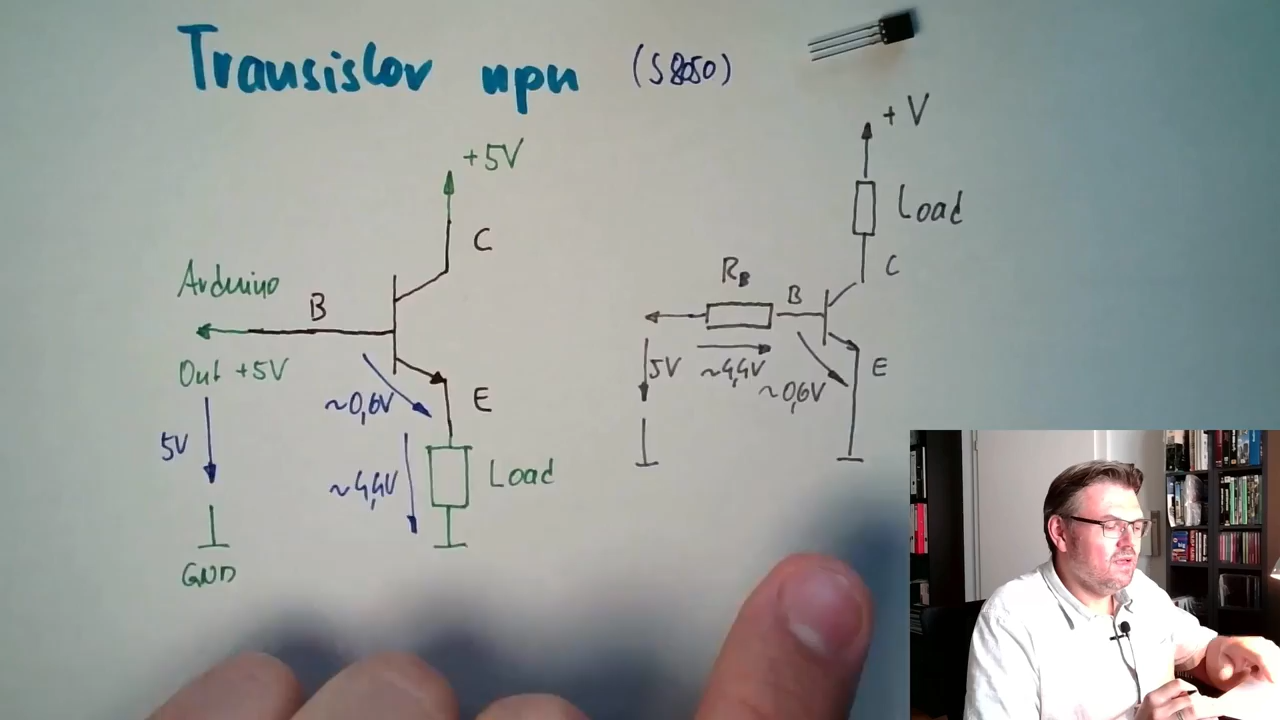 Transistor npn (S8050)
+5V
C
Arduino
B
Out +5V
~0,6V
E
5V
~4,4V
Load
GND
+V
Load
C
RB
B
5V
~4,4V
~0,6V
E